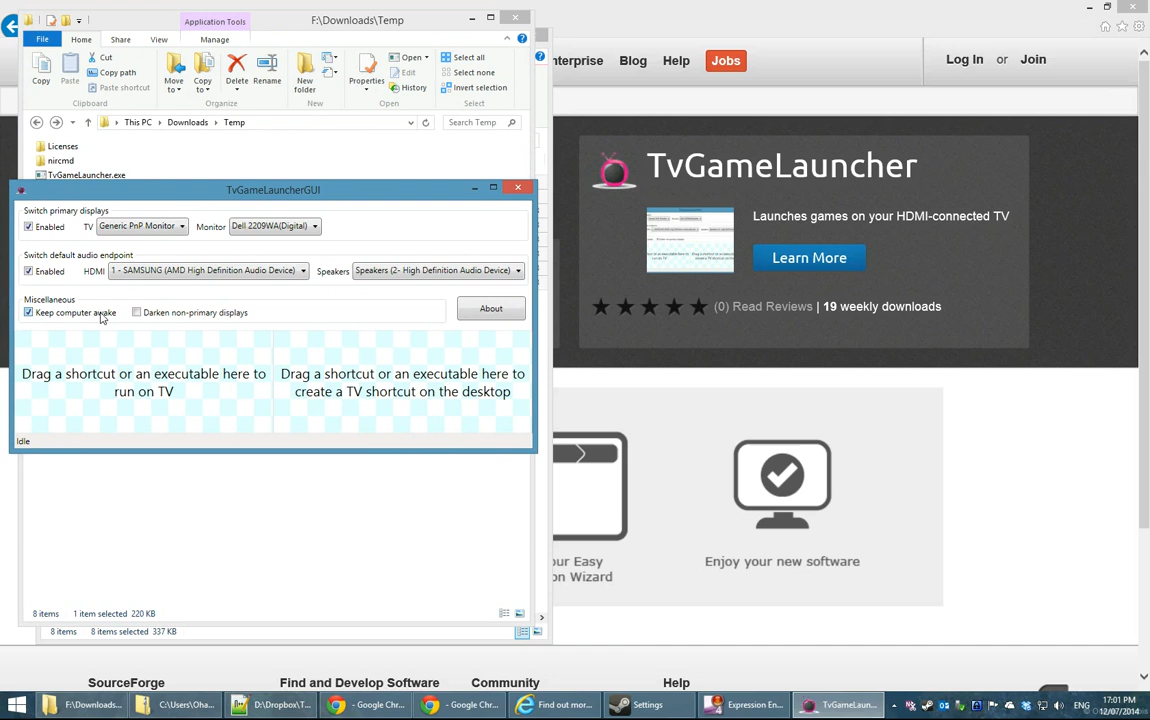 Application Tools
F:\Downloads\Temp
File
Home
Share
View
Manage
Copy
Paste
Cut
Copy path
Paste shortcut
Move to
Copy to
Delete
Rename
New folder
Properties
Open
Edit
History
Select all
Select none
Invert selection
Clipboard
Organize
New
Open
Select
This PC
Downloads
Temp
Search Temp
Licenses
nircmd
TvGameLauncher.exe
TvGameLauncherGUI
Switch primary displays
Enabled
TV
Generic PnP Monitor
Monitor
Dell 2209WA(Digital)
Switch default audio endpoint
Enabled
HDMI
1 - SAMSUNG (AMD High Definition Audio Device)
Speakers
Speakers (2- High Definition Audio Device)
Miscellaneous
Keep computer awake
Darken non-primary displays
About
Drag a shortcut or an executable here to
run on TV
Drag a shortcut or an executable here to
create a TV shortcut on the desktop
Idle
8 items
1 item selected 220 KB
8 items
8 items selected 337 KB
nterprise
Blog
Help
Jobs
Log In or Join
TvGameLauncher
Launches games on your HDMI-connected TV
Learn More
(0) Read Reviews | 19 weekly downloads
our Easy
on Wizard
Enjoy your new software
SourceForge
Find and Develop Software
Community
Help
F:\Downloads...
C:\Users\Oha...
D:\Dropbox\T...
- Google Chr...
- Google Chr...
Find out mor...
Settings
Expression En...
TvGameLaun...
ENG
17:01 PM
12/07/2014